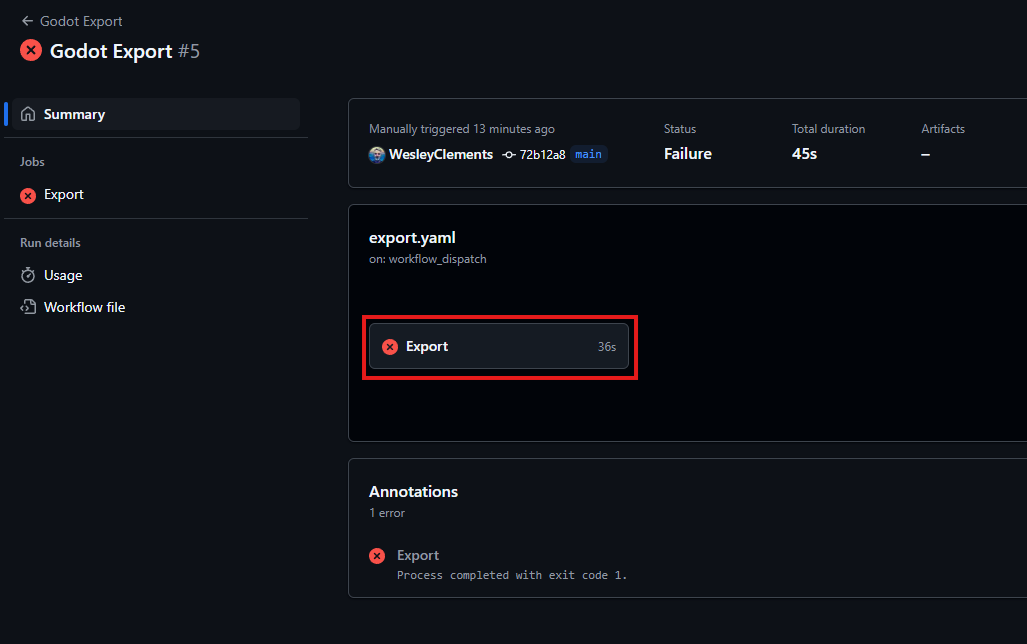 Godot Export
Godot Export #5
Summary
Jobs
Export
Run details
Usage
Workflow file
Manually triggered 13 minutes ago
WesleyClements 72b12a8 main
Status
Failure
Total duration
45s
Artifacts
–
export.yaml
on: workflow_dispatch
Export 36s
Annotations
1 error
Export
Process completed with exit code 1.